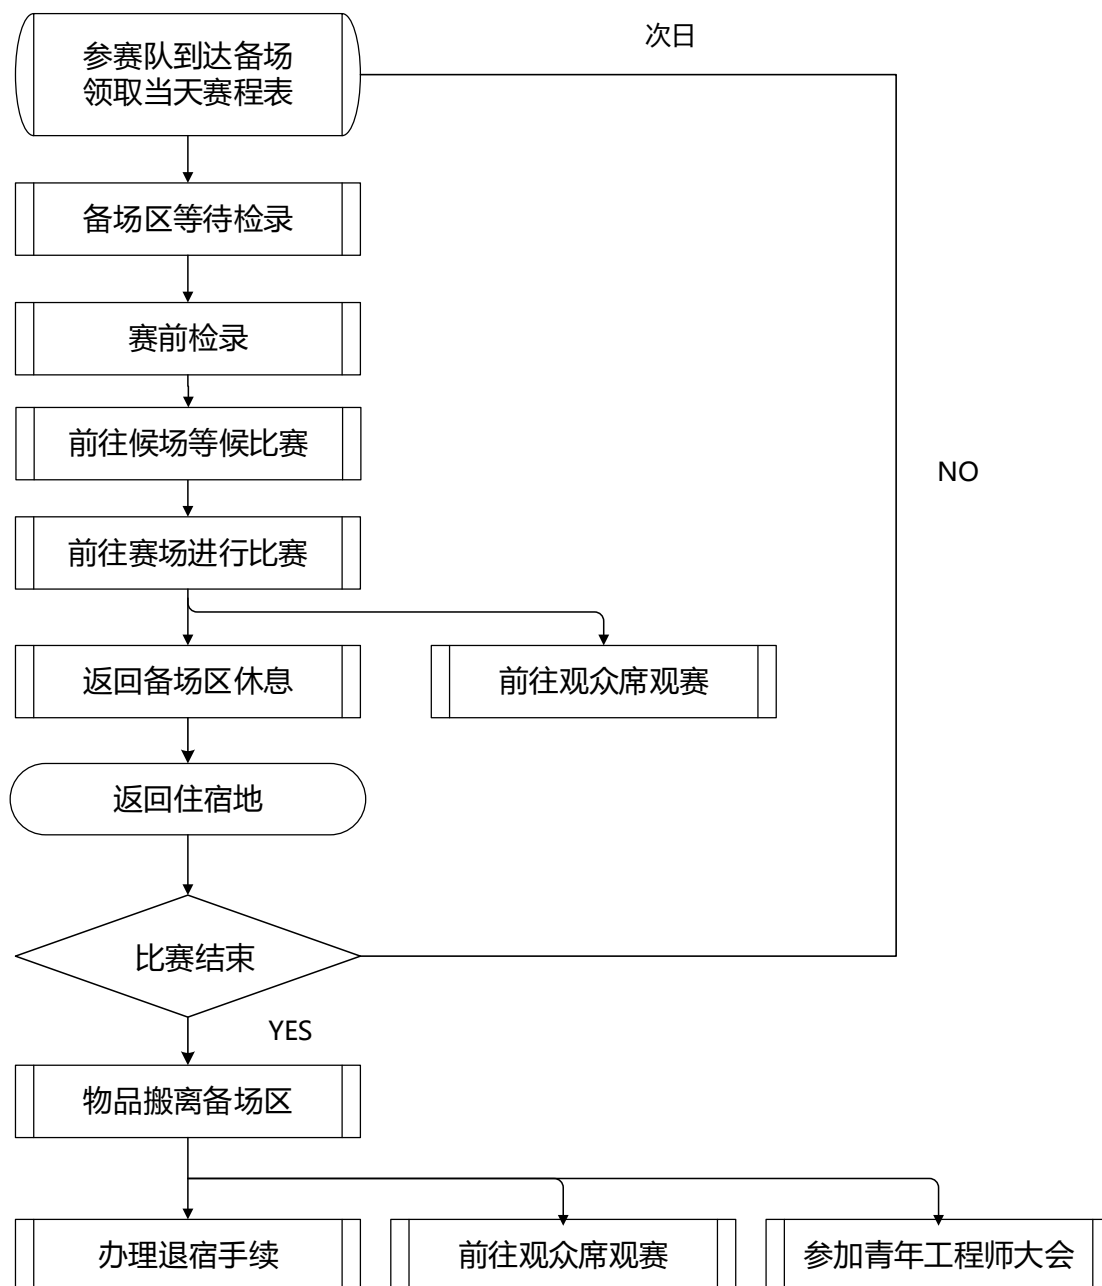 次日
参赛队到达备场
领取当天赛程表
备场区等待检录
赛前检录
前往候场等候比赛
NO
前往赛场进行比赛
返回备场区休息
前往观众席观赛
返回住宿地
比赛结束
YES
物品搬离备场区
办理退宿手续
前往观众席观赛
参加青年工程师大会